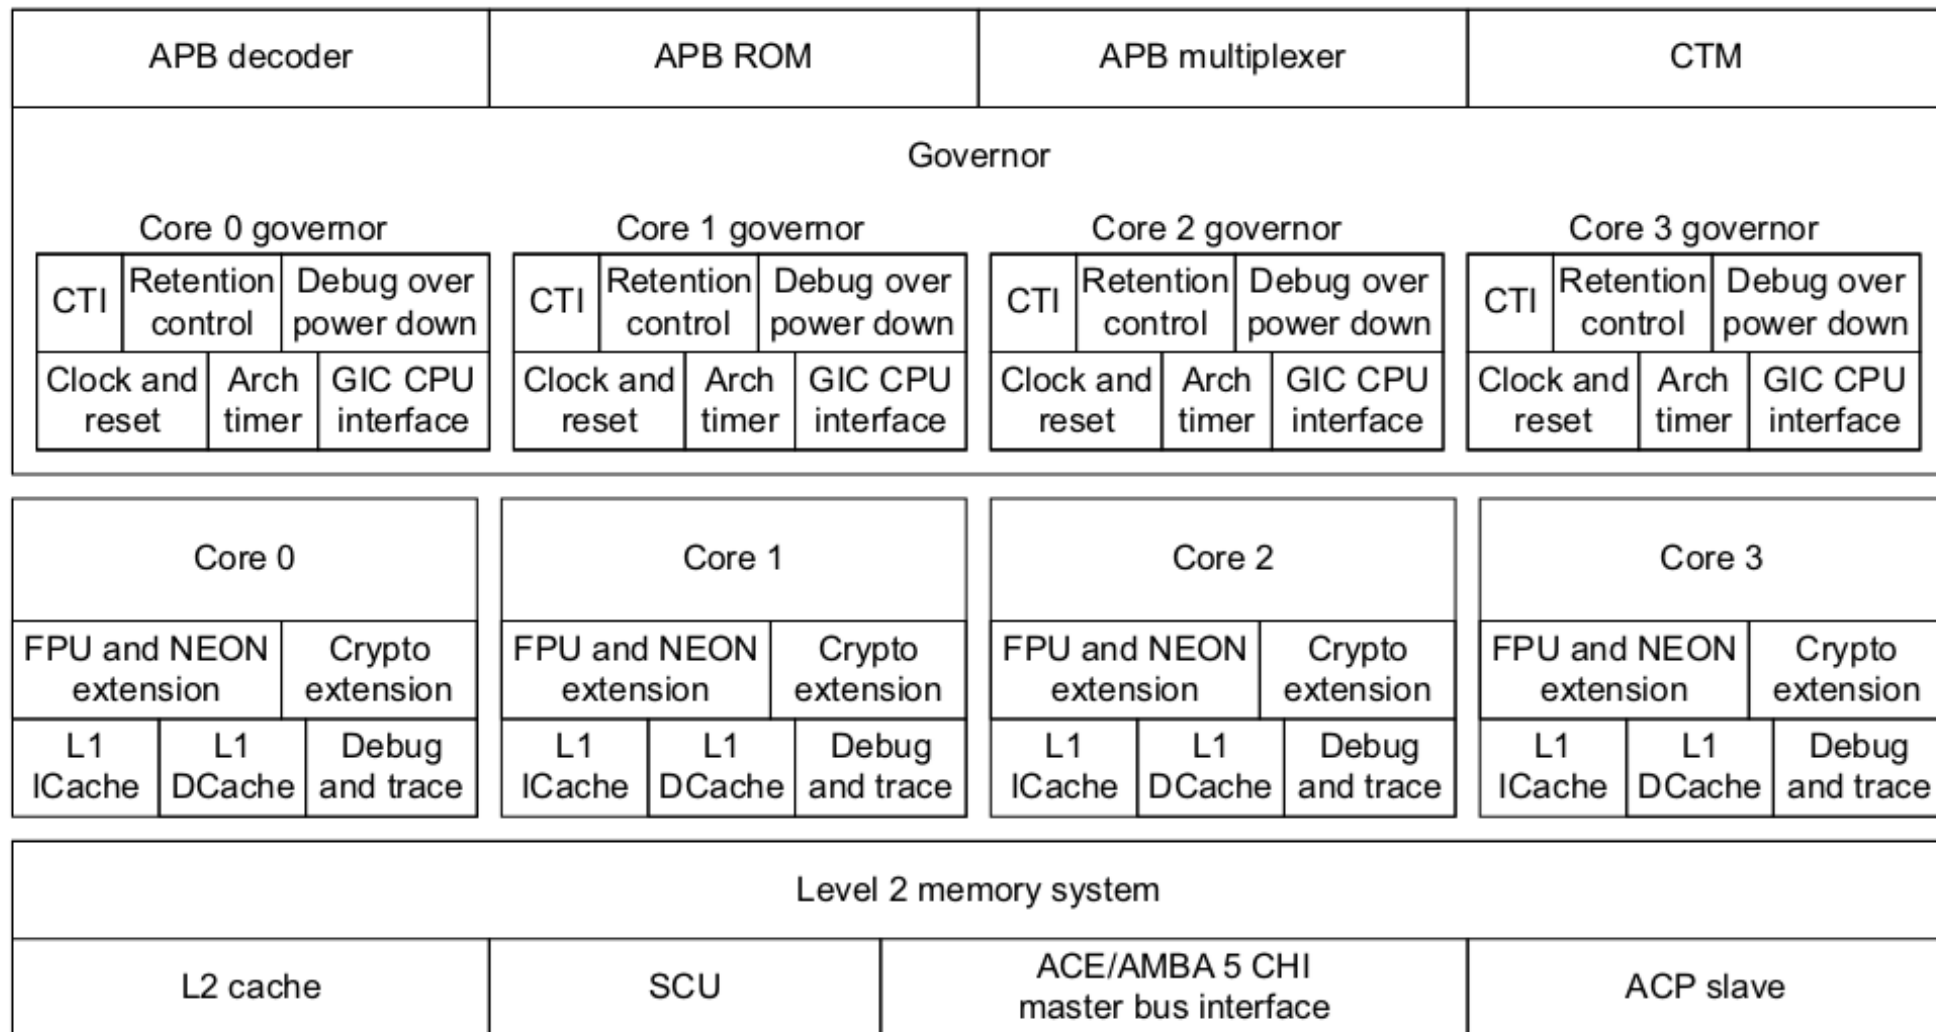 APB decoder
APB ROM
APB multiplexer
CTM
Governor
Core 0 governor
Core 1 governor
Core 2 governor
Core 3 governor
CTI
Retention
control
Debug over
power down
Clock and
reset
Arch
timer
GIC CPU
interface
CTI
Retention
control
Debug over
power down
Clock and
reset
Arch
timer
GIC CPU
interface
CTI
Retention
control
Debug over
power down
Clock and
reset
Arch
timer
GIC CPU
interface
CTI
Retention
control
Debug over
power down
Clock and
reset
Arch
timer
GIC CPU
interface
Core 0
FPU and NEON
extension
Crypto
extension
L1
ICache
L1
DCache
Debug
and trace
Core 1
FPU and NEON
extension
Crypto
extension
L1
ICache
L1
DCache
Debug
and trace
Core 2
FPU and NEON
extension
Crypto
extension
L1
ICache
L1
DCache
Debug
and trace
Core 3
FPU and NEON
extension
Crypto
extension
L1
ICache
L1
DCache
Debug
and trace
Level 2 memory system
L2 cache
SCU
ACE/AMBA 5 CHI
master bus interface
ACP slave